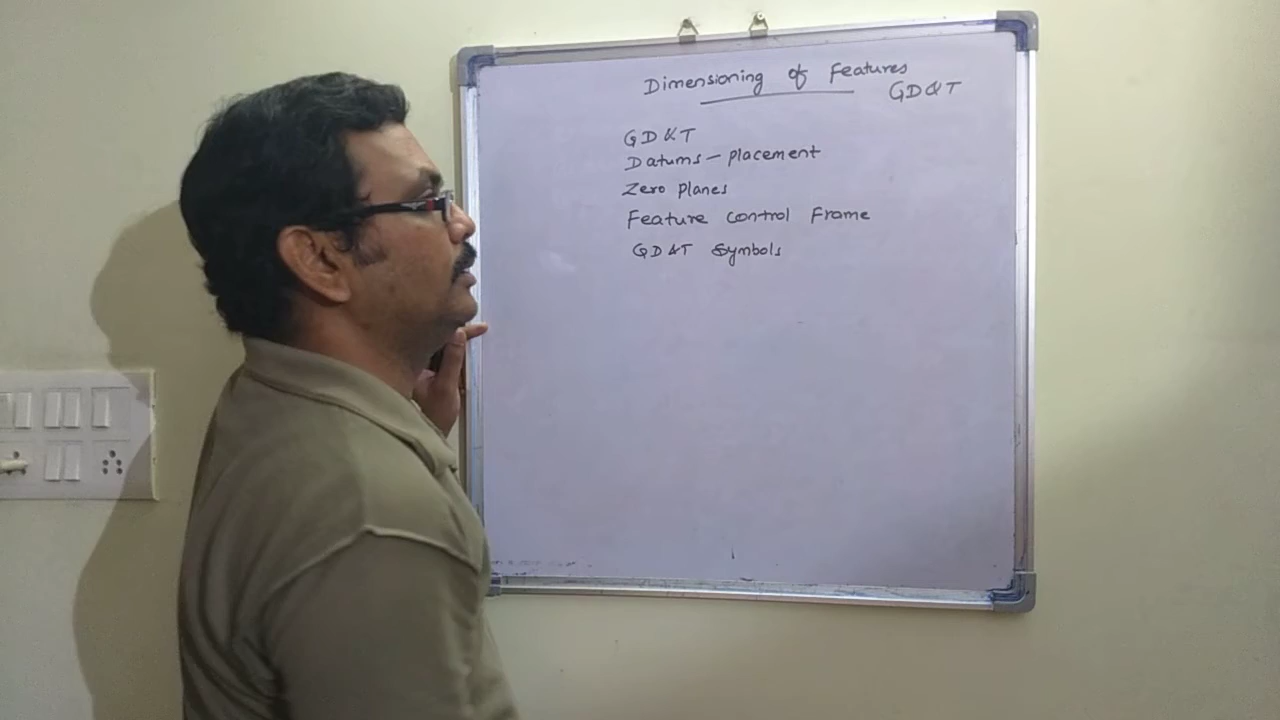 Dimensioning of Features
GD&T
GD&T
Datums - placement
Zero planes
Feature control Frame
GD&T Symbols